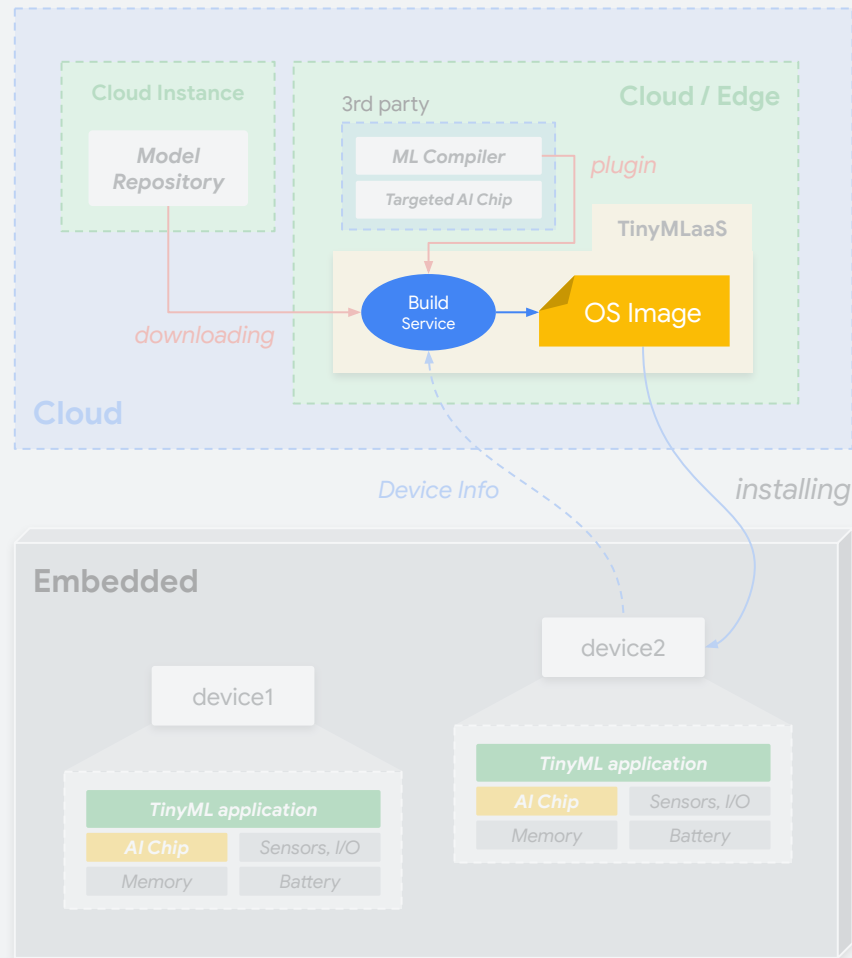 Cloud Instance
Model
Repository
Cloud / Edge
3rd party
ML Compiler
Targeted AI Chip
plugin
TinyMLaaS
Build
Service
OS Image
downloading
Cloud
Device Info
installing
Embedded
device2
TinyML application
AI Chip
Sensors, I/O
Memory
Battery
device1
TinyML application
AI Chip
Sensors, I/O
Memory
Battery